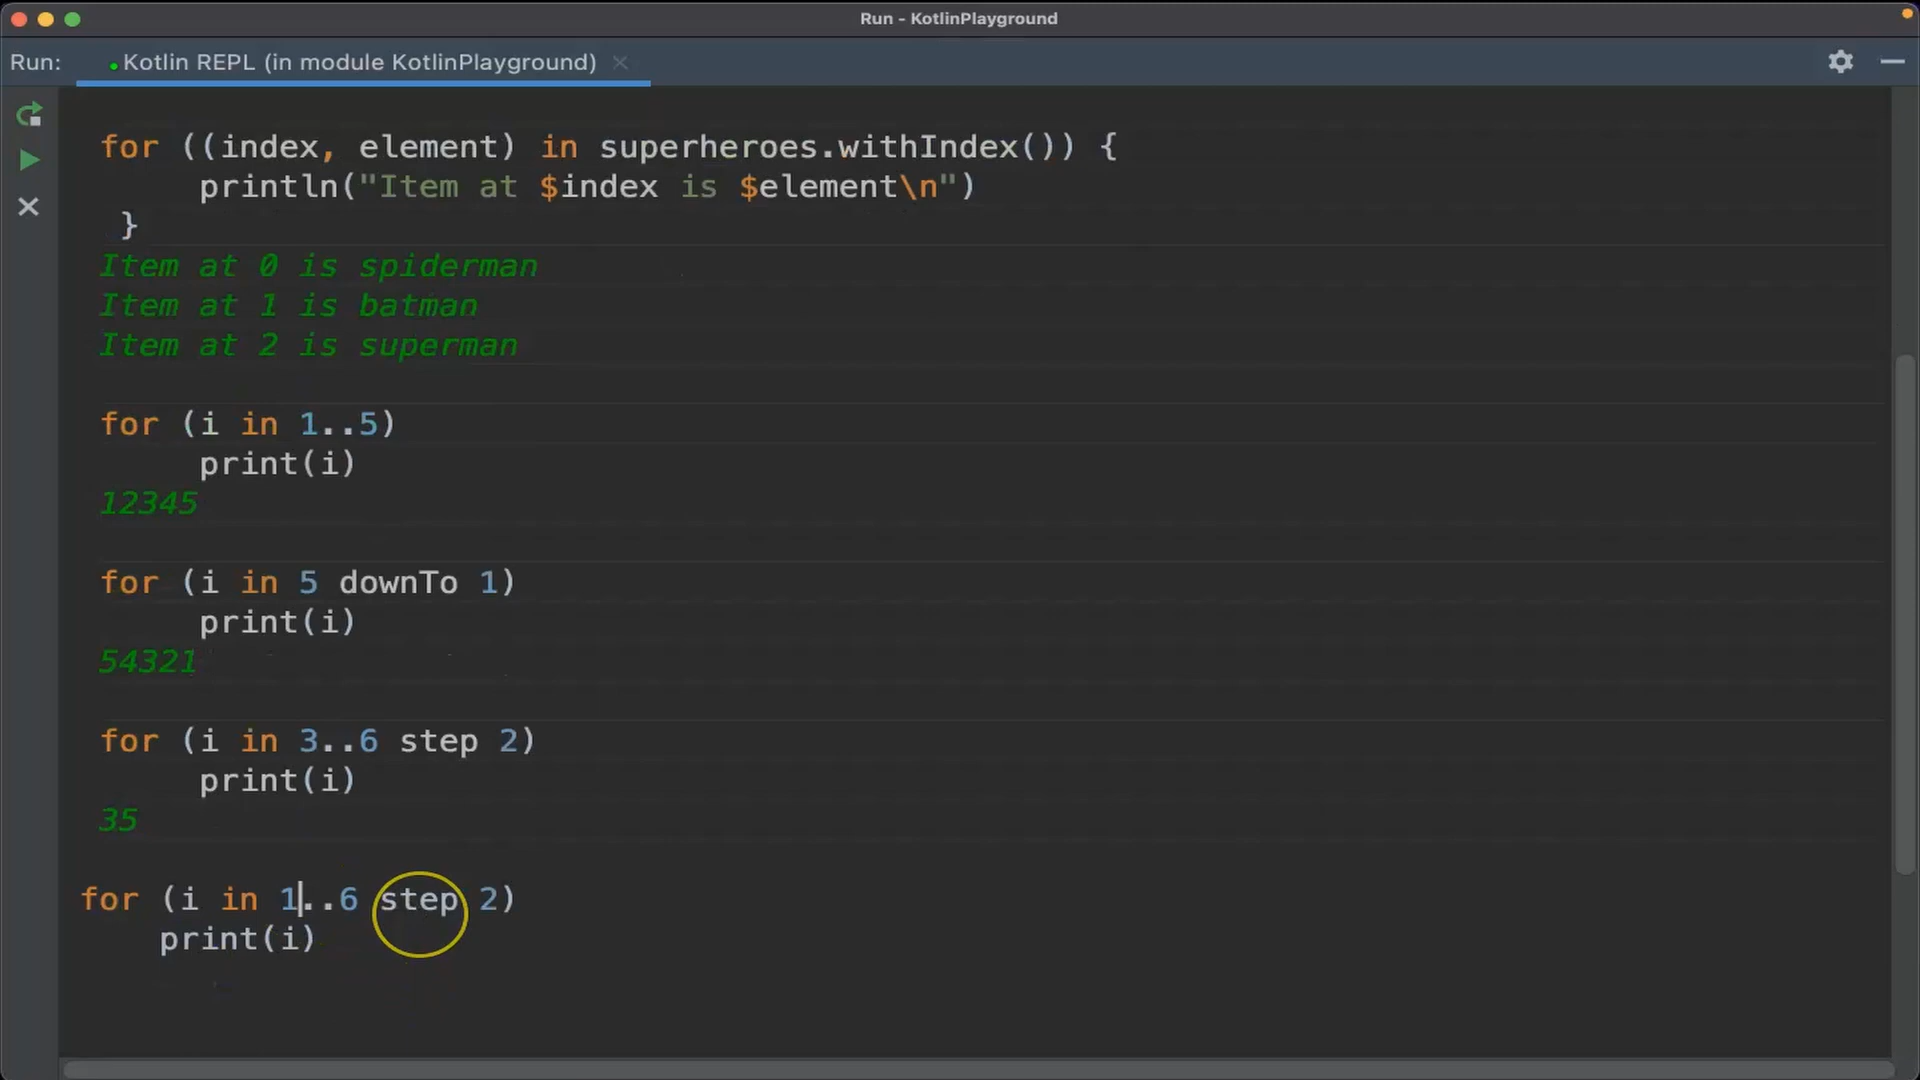 Run - KotlinPlayground
Run: Kotlin REPL (in module KotlinPlayground)
for ((index, element) in superheroes.withIndex()) {
println("Item at $index is $element\n")
}
Item at 0 is spiderman
Item at 1 is batman
Item at 2 is superman
for (i in 1..5)
print(i)
12345
for (i in 5 downTo 1)
print(i)
54321
for (i in 3..6 step 2)
print(i)
35
for (i in 1..6 step 2)
print(i)